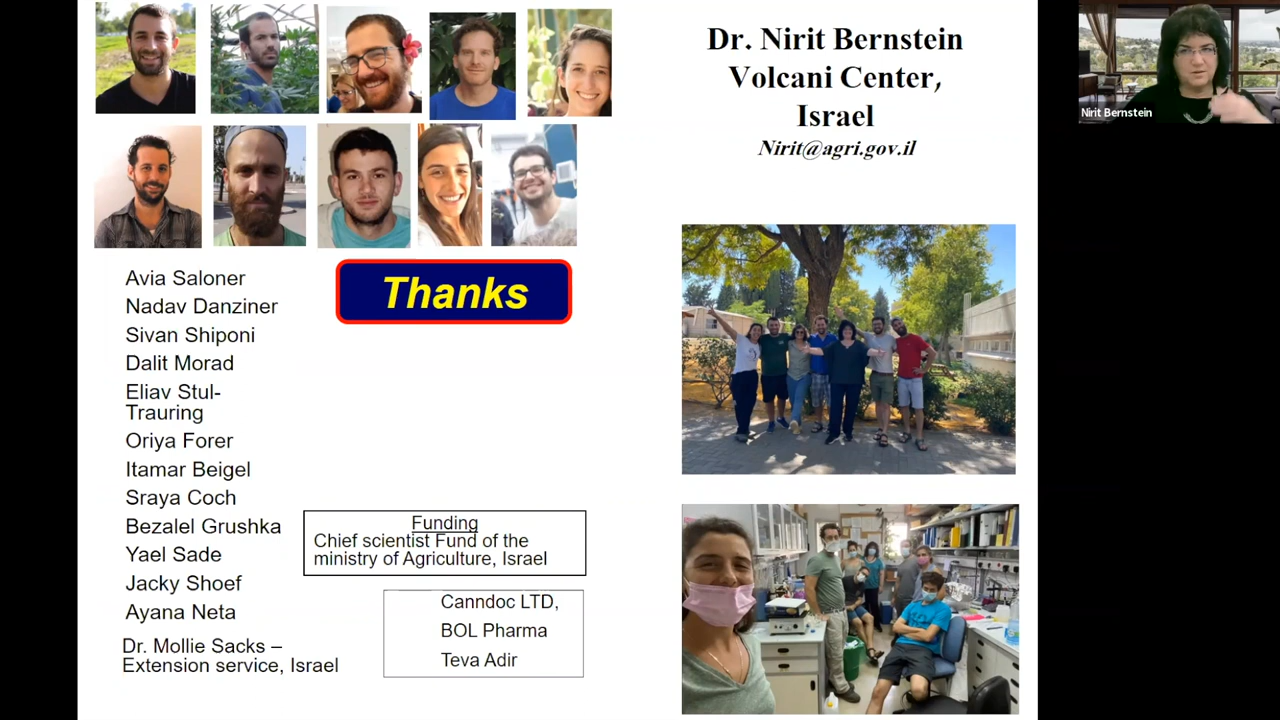 Dr. Nirit Bernstein
Volcani Center,
Israel
Nirit@agri.gov.il
Nirit Bernstein
Thanks
Avia Saloner
Nadav Danziner
Sivan Shiponi
Dalit Morad
Eliav Stul-
Trauring
Oriya Forer
Itamar Beigel
Sraya Coch
Bezalel Grushka
Yael Sade
Jacky Shoef
Ayana Neta
Dr. Mollie Sacks –
Extension service, Israel
Funding
Chief scientist Fund of the
ministry of Agriculture, Israel
Canndoc LTD,
BOL Pharma
Teva Adir